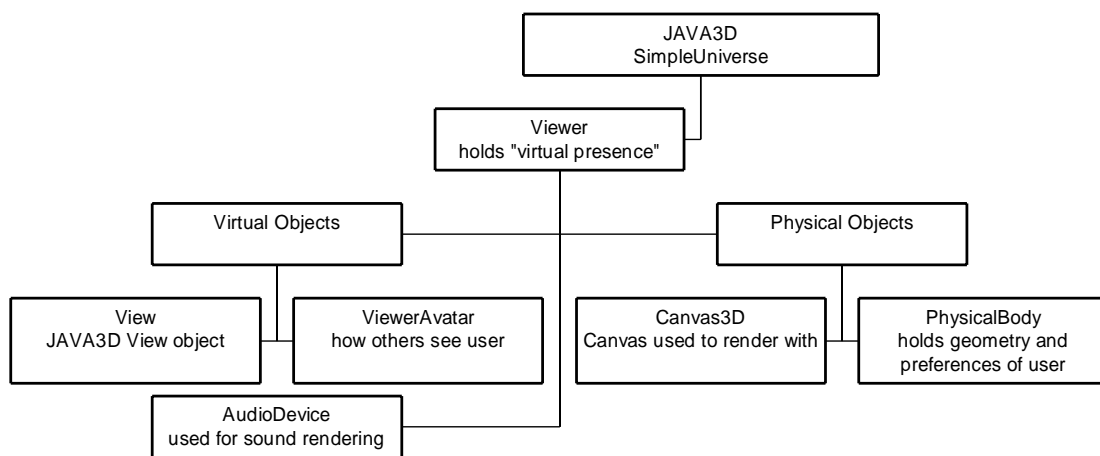 JAVA3D
SimpleUniverse
Viewer
holds "virtual presence"
Virtual Objects
Physical Objects
View
JAVA3D View object
ViewerAvatar
how others see user
Canvas3D
Canvas used to render with
PhysicalBody
holds geometry and
preferences of user
AudioDevice
used for sound rendering